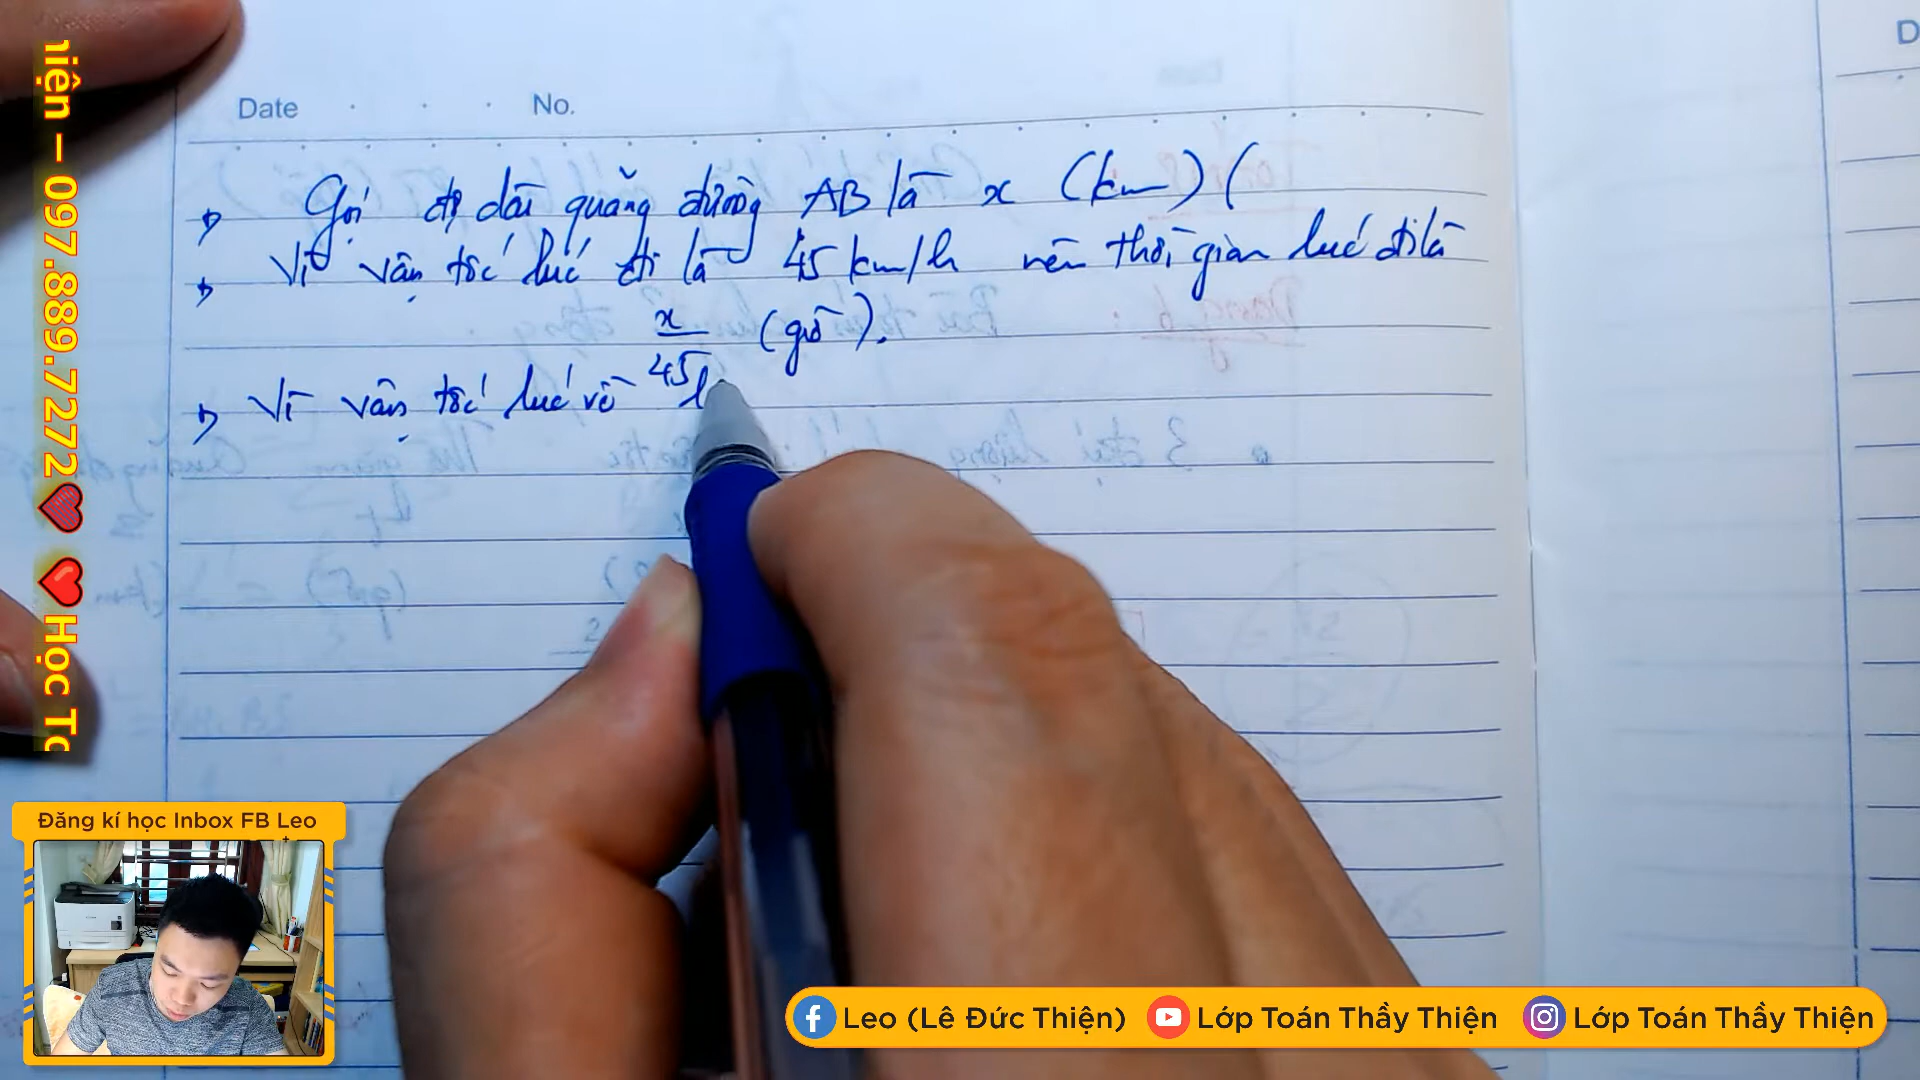 Date No.
Gọi độ dài quãng đường AB là x (km) (
Vì vận tốc lúc đi là 45 km/h nên thời gian lúc đi là
x/45 (giờ).
Vì vận tốc lúc về l
iện – 097.889.7272 Học To
Đăng kí học Inbox FB Leo
Leo (Lê Đức Thiện) Lớp Toán Thầy Thiện Lớp Toán Thầy Thiện